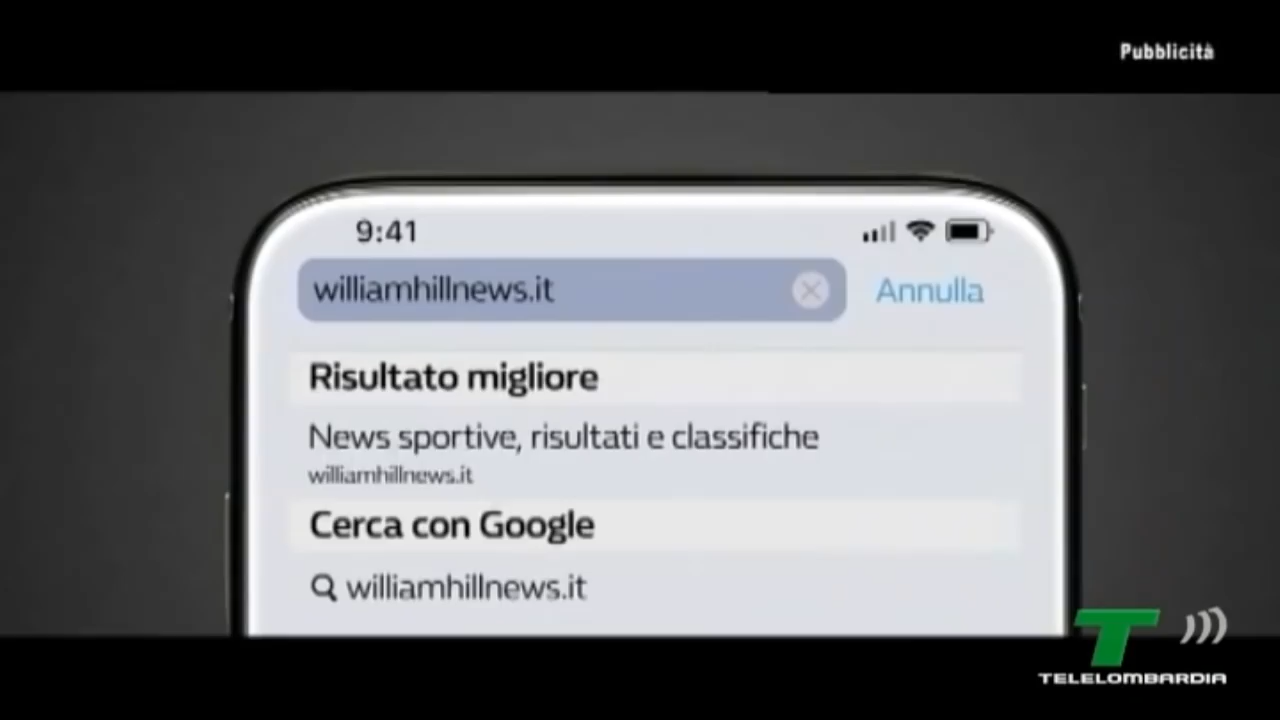 Pubblicità
9:41
williamhillnews.it
Annulla
Risultato migliore
News sportive, risultati e classifiche
williamhillnews.it
Cerca con Google
williamhillnews.it
T
TELELOMBARDIA